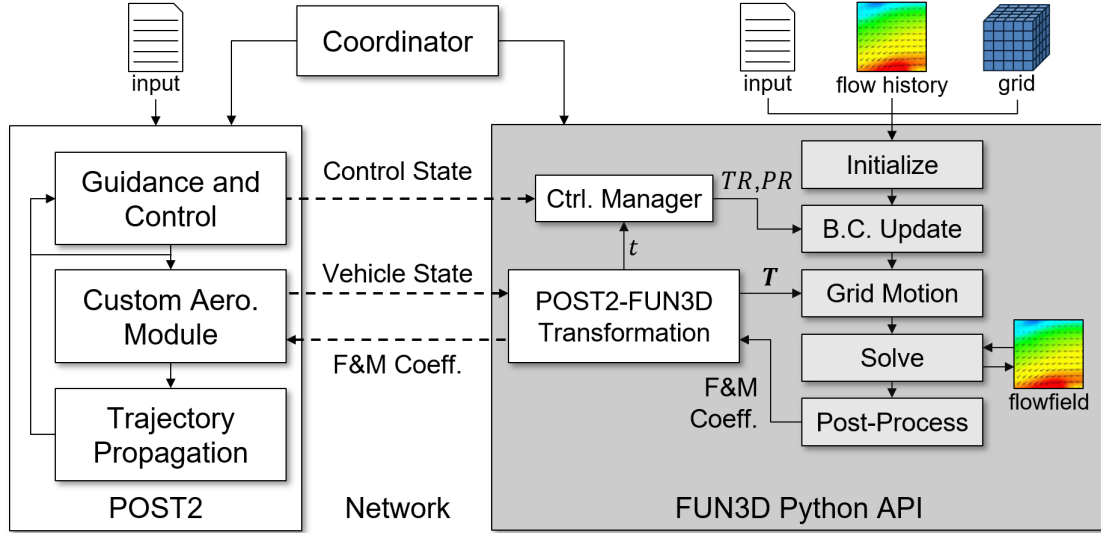 input
Coordinator
input
flow history
grid
Guidance and
Control
Custom Aero.
Module
Trajectory
Propagation
POST2
Control State
Vehicle State
F&M Coeff.
Network
Ctrl. Manager
TR,PR
t
POST2-FUN3D
Transformation
T
F&M
Coeff.
Initialize
B.C. Update
Grid Motion
Solve
Post-Process
flowfield
FUN3D Python API